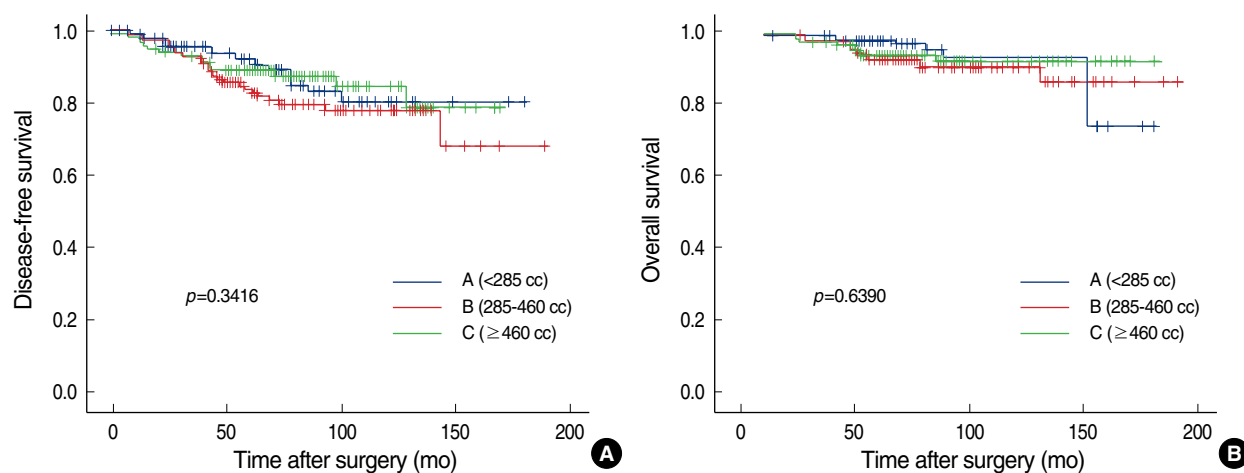 1.0
0.8
0.6
0.4
0.2
0.0
Disease-free survival
p=0.3416
A (<285 cc)
B (285-460 cc)
C (≥460 cc)
0 50 100 150 200
Time after surgery (mo)
A
1.0
0.8
0.6
0.4
0.2
0.0
Overall survival
p=0.6390
A (<285 cc)
B (285-460 cc)
C (≥460 cc)
0 50 100 150 200
Time after surgery (mo)
B